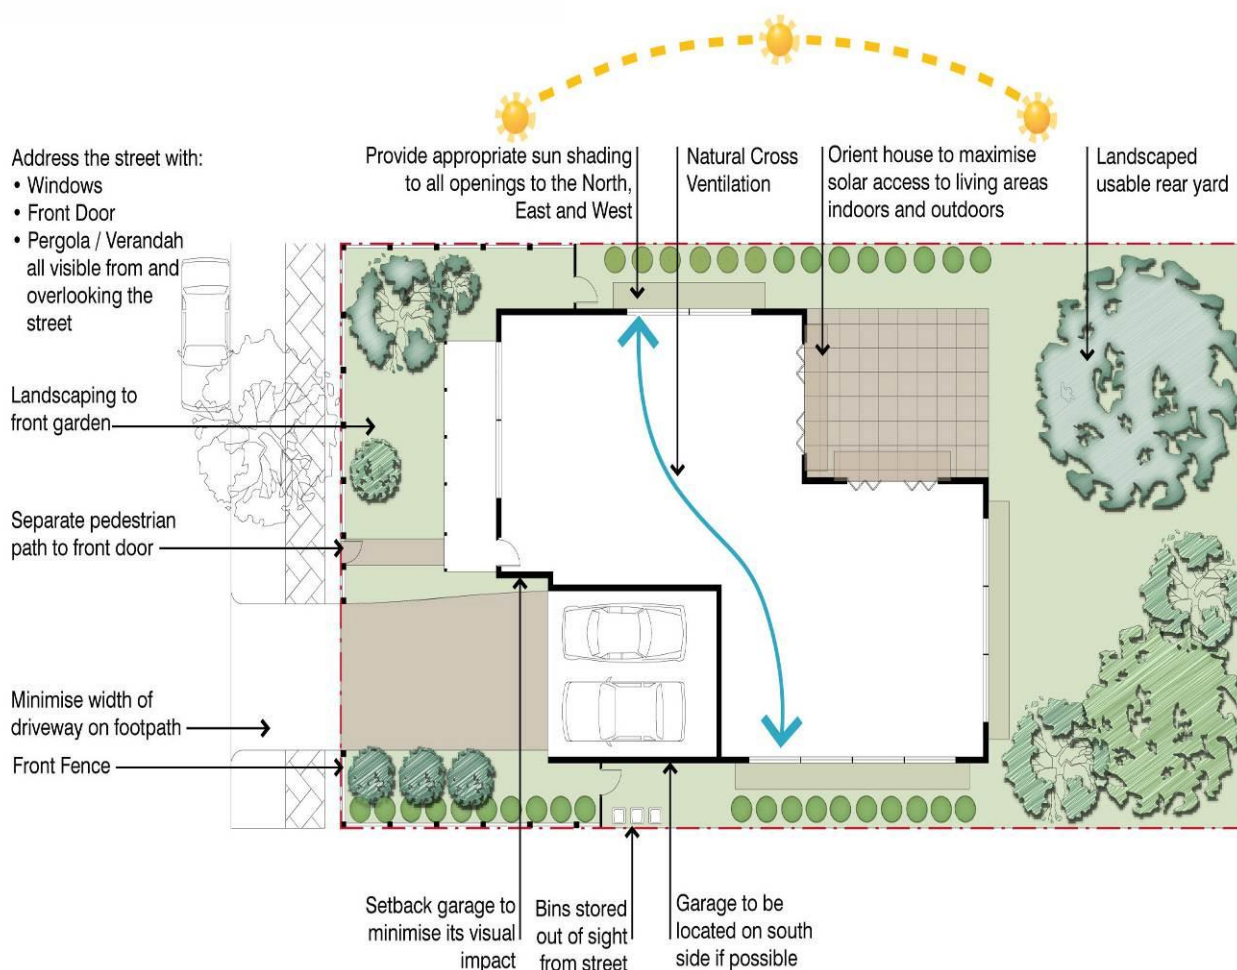 Address the street with:
• Windows
• Front Door
• Pergola / Verandah
all visible from and
overlooking the
street
Provide appropriate sun shading
to all openings to the North,
East and West
Natural Cross
Ventilation
Orient house to maximise
solar access to living areas
indoors and outdoors
Landscaped
usable rear yard
Landscaping to
front garden
Separate pedestrian
path to front door
Minimise width of
driveway on footpath
Front Fence
Setback garage to
minimise its visual
impact
Bins stored
out of sight
from street
Garage to be
located on south
side if possible